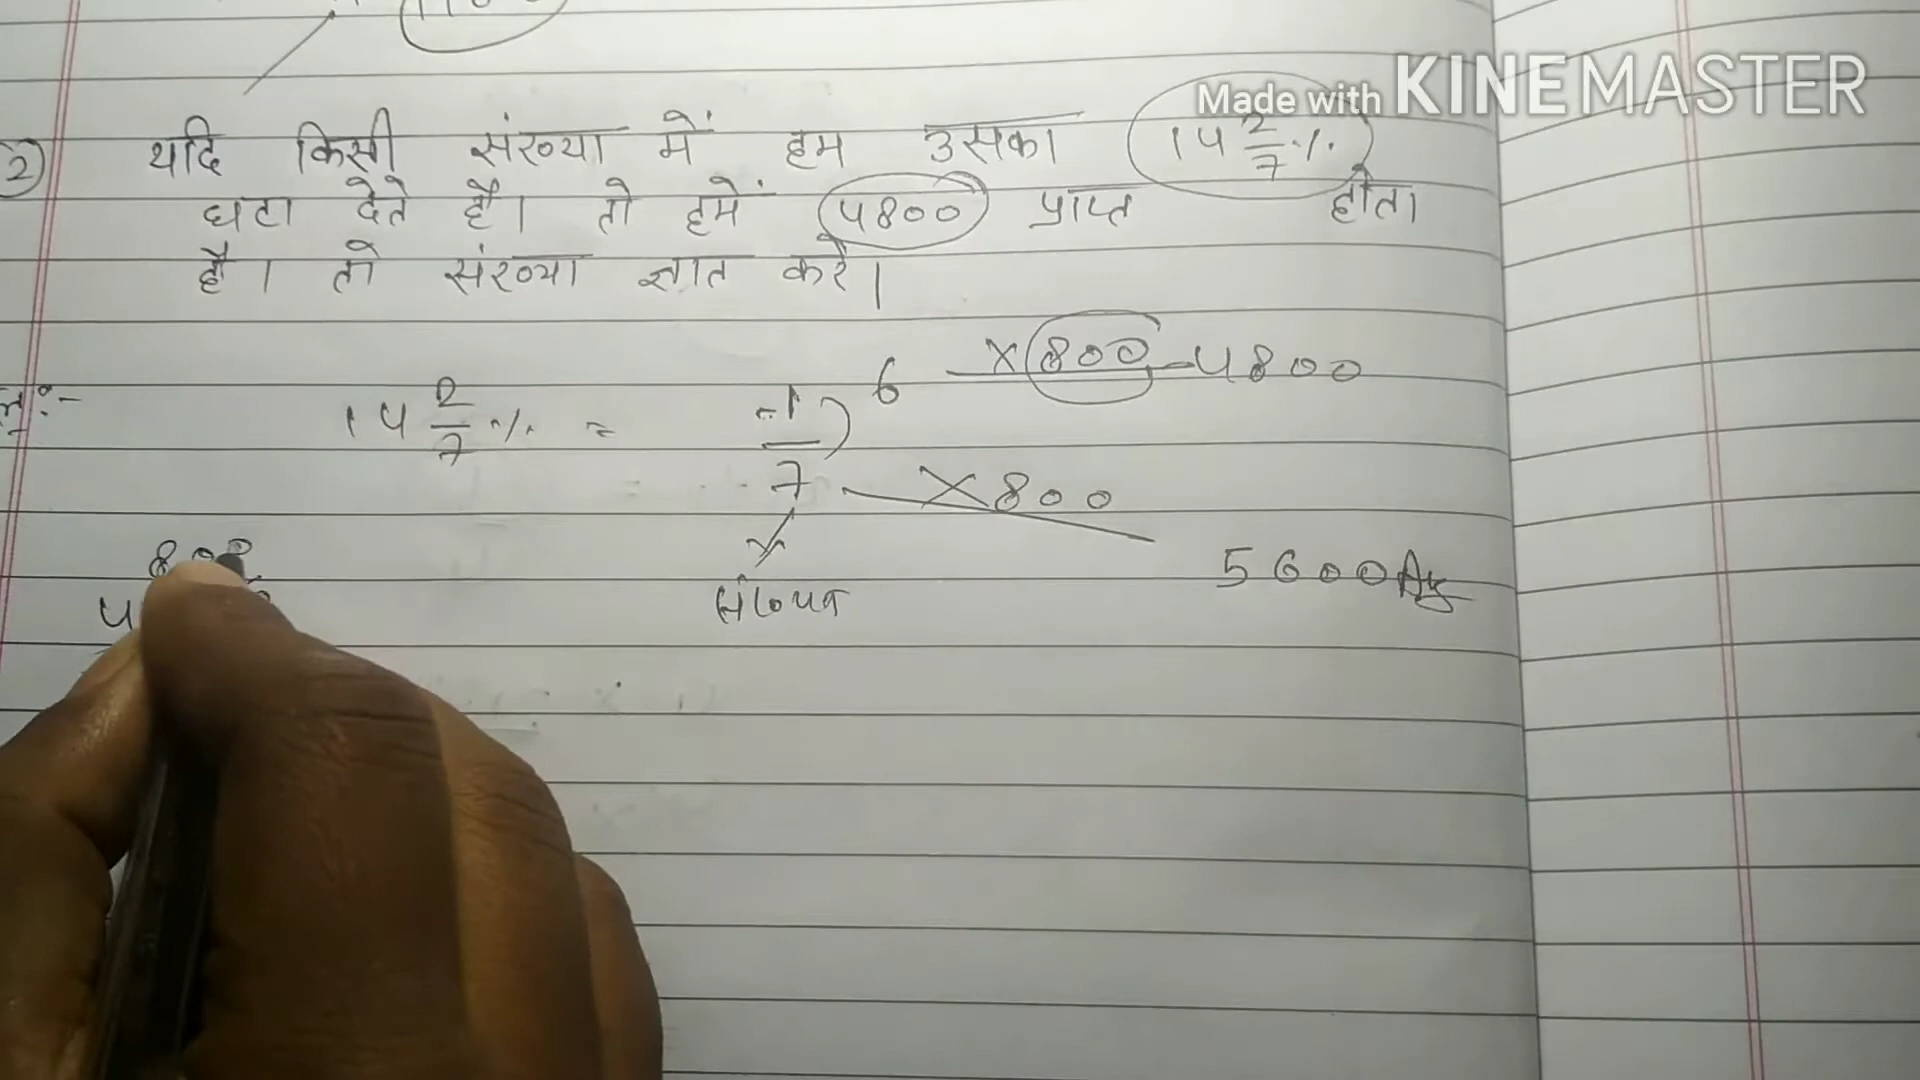 Made with KINEMASTER
2) यदि किसी संख्या में हम उसका 14 2/7 %
घटा देते है। तो हमें 4800 प्राप्त होता
है। तो संख्या ज्ञात करे।
6 ×800 - 4800
14 2/7 % = -1/7
×800
5600 Ans
800